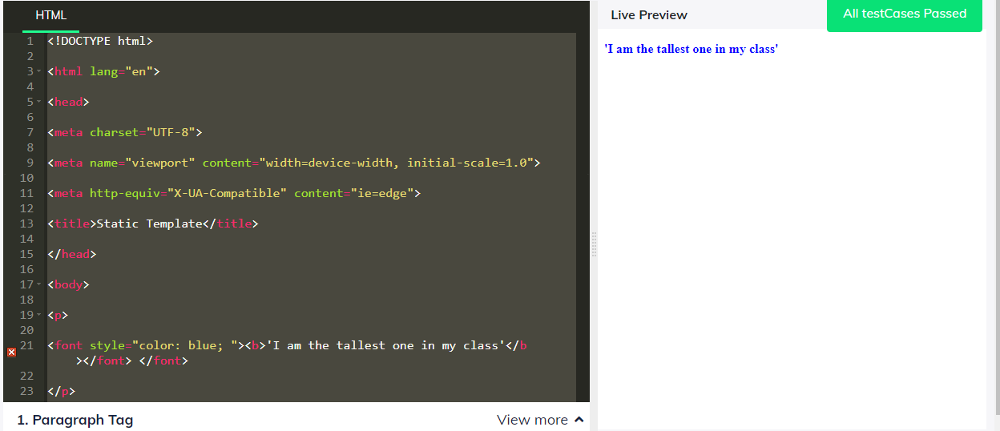 HTML
Live Preview
All testCases Passed
1 <!DOCTYPE html>
2
3 <html lang="en">
4
5 <head>
6
7 <meta charset="UTF-8">
8
9 <meta name="viewport" content="width=device-width, initial-scale=1.0">
10
11 <meta http-equiv="X-UA-Compatible" content="ie=edge">
12
13 <title>Static Template</title>
14
15 </head>
16
17 <body>
18
19 <p>
20
21 <font style="color: blue; "><b>'I am the tallest one in my class'</b
></font> </font>
22
23 </p>
'I am the tallest one in my class'
1. Paragraph Tag
View more